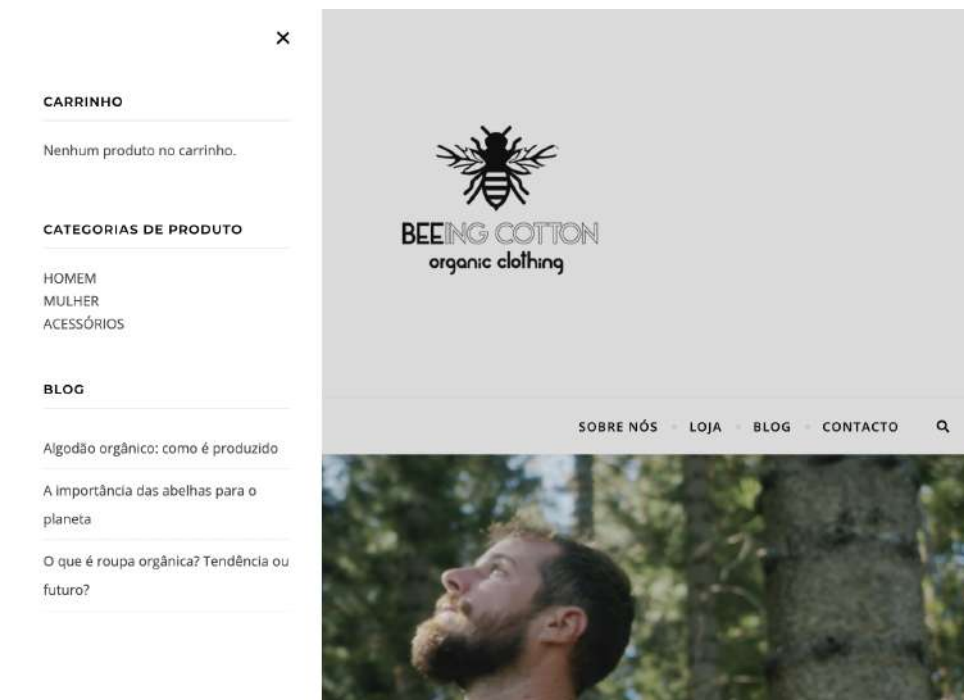 CARRINHO
Nenhum produto no carrinho.
CATEGORIAS DE PRODUTO
HOMEM
MULHER
ACESSÓRIOS
BLOG
Algodão orgânico: como é produzido
A importância das abelhas para o
planeta
O que é roupa orgânica? Tendência ou
futuro?
BEEING COTTON
organic clothing
SOBRE NÓS LOJA BLOG CONTACTO